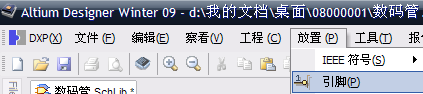 Altium Designer Winter 09 - d:\我的文档\桌面\08000001\数码管
DXP(X) 文件 (F) 编辑(E) 察看(V) 工程 (C) 放置 (P) 工具(T) 报
IEEE 符号(S)
引脚(P)
数码管.SchLib *